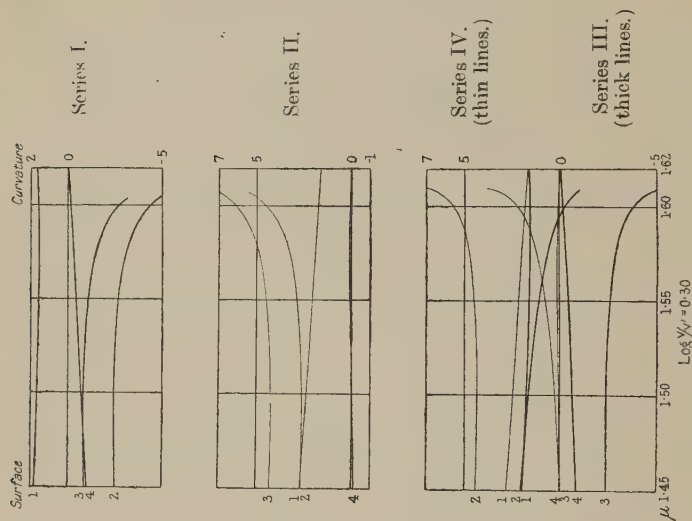 Surface
Curvature
1
3
4
2
2
0
-5
Series I.
3
1
2
4
7
5
0
-1
Series II.
2
1
2
1
4
3
4
3
7
5
0
-5
Series IV.
(thin lines.)
Series III.
(thick lines.)
μ 1·45 1·50 1·55 1·60 1·62
Log V/V' = 0·30